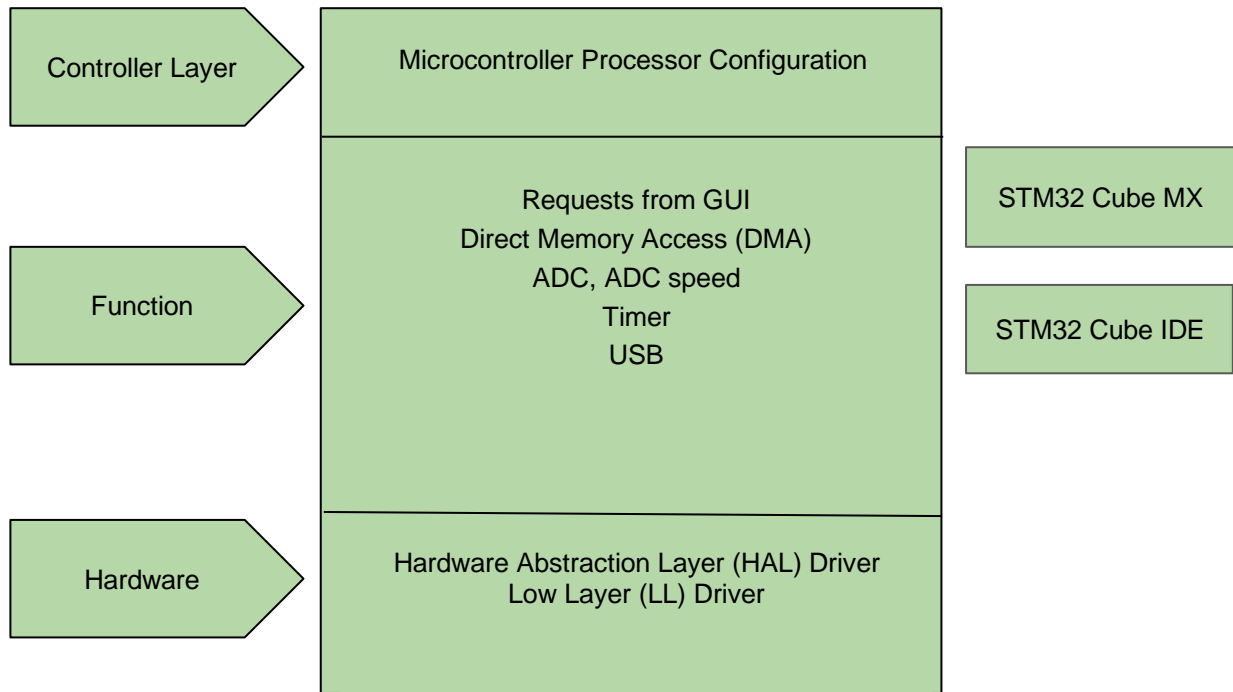 Controller Layer
Microcontroller Processor Configuration
Function
Requests from GUI
Direct Memory Access (DMA)
ADC, ADC speed
Timer
USB
STM32 Cube MX
STM32 Cube IDE
Hardware
Hardware Abstraction Layer (HAL) Driver
Low Layer (LL) Driver